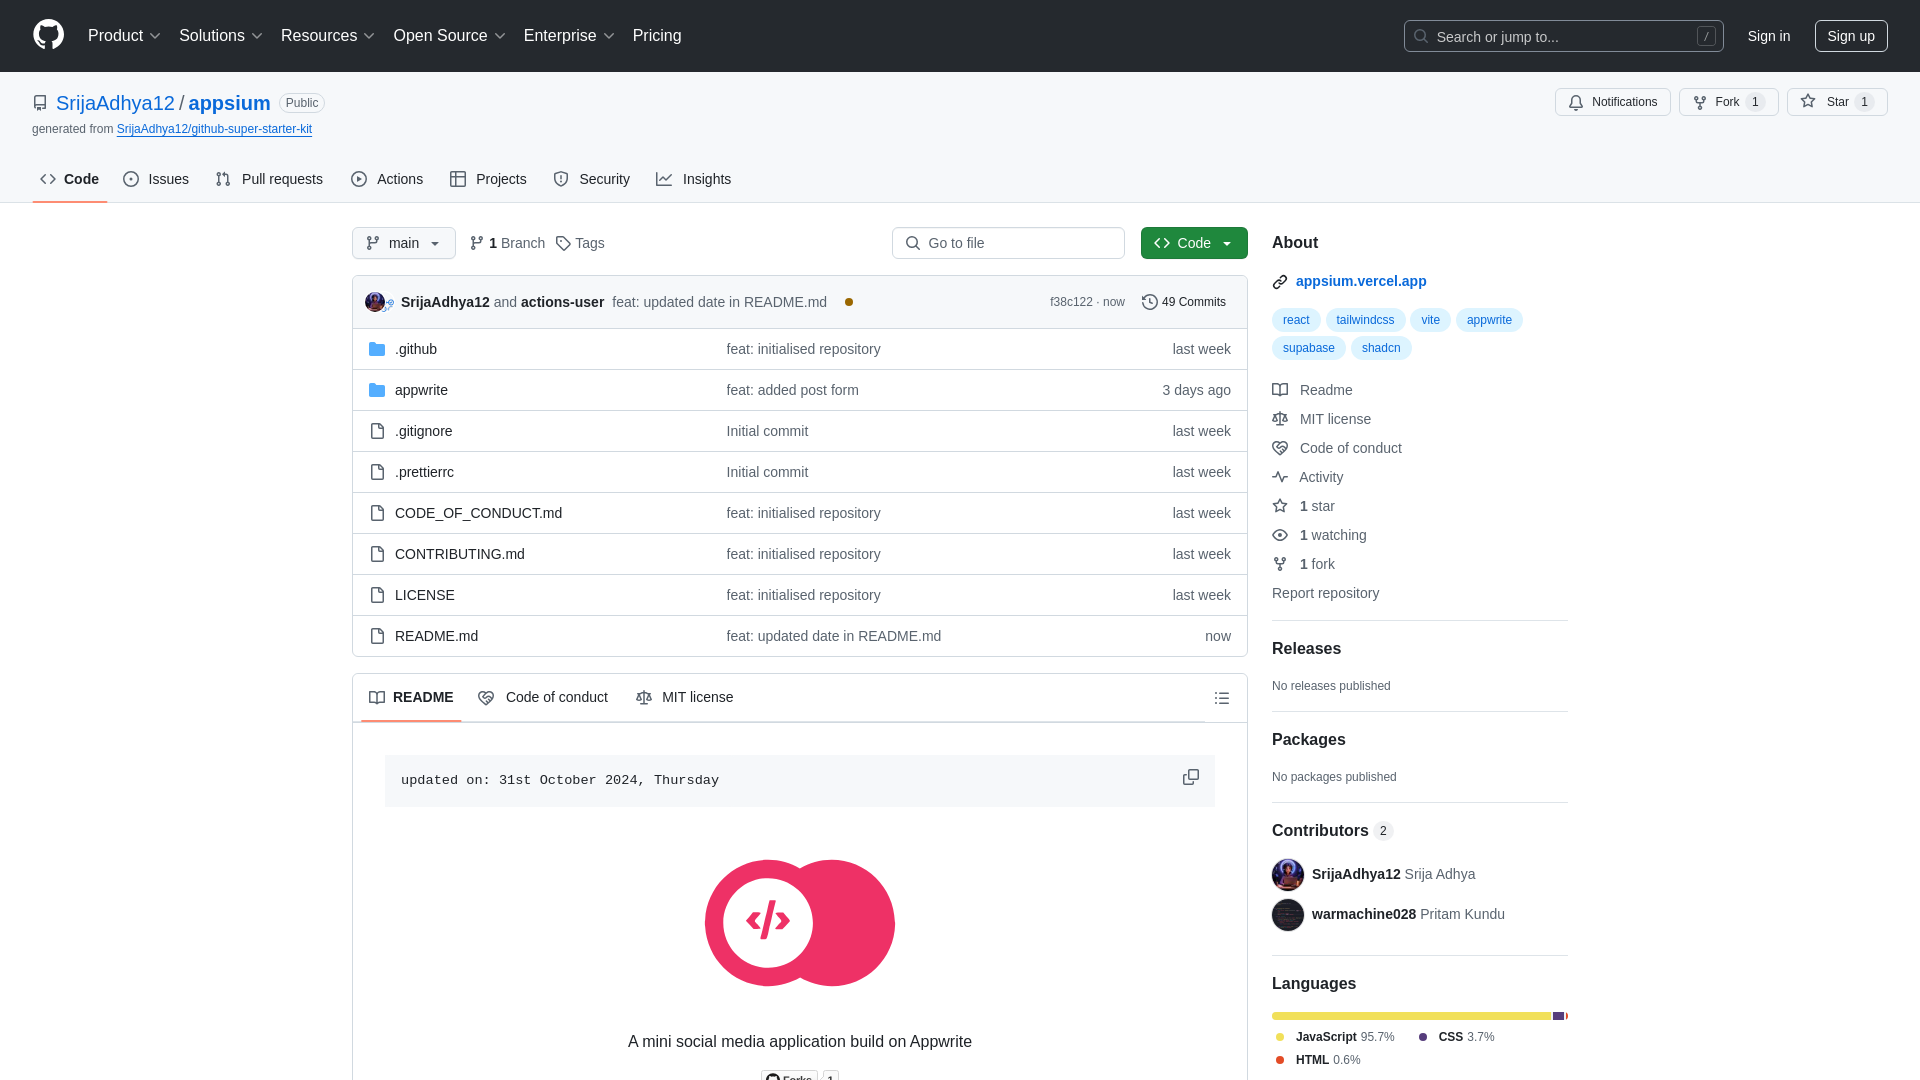 Product
Solutions
Resources
Open Source
Enterprise
Pricing
Search or jump to...
/
Sign in
Sign up
SrijaAdhya12 / appsium Public
generated from SrijaAdhya12/github-super-starter-kit
Notifications
Fork 1
Star 1
Code
Issues
Pull requests
Actions
Projects
Security
Insights
main
1 Branch
Tags
Go to file
Code
SrijaAdhya12 and actions-user feat: updated date in README.md
f38c122 · now
49 Commits
.github feat: initialised repository last week
appwrite feat: added post form 3 days ago
.gitignore Initial commit last week
.prettierrc Initial commit last week
CODE_OF_CONDUCT.md feat: initialised repository last week
CONTRIBUTING.md feat: initialised repository last week
LICENSE feat: initialised repository last week
README.md feat: updated date in README.md now
README
Code of conduct
MIT license
updated on: 31st October 2024, Thursday
</>
A mini social media application build on Appwrite
Forks 1
About
appsium.vercel.app
react tailwindcss vite appwrite
supabase shadcn
Readme
MIT license
Code of conduct
Activity
1 star
1 watching
1 fork
Report repository
Releases
No releases published
Packages
No packages published
Contributors 2
SrijaAdhya12 Srija Adhya
warmachine028 Pritam Kundu
Languages
JavaScript 95.7% CSS 3.7%
HTML 0.6%